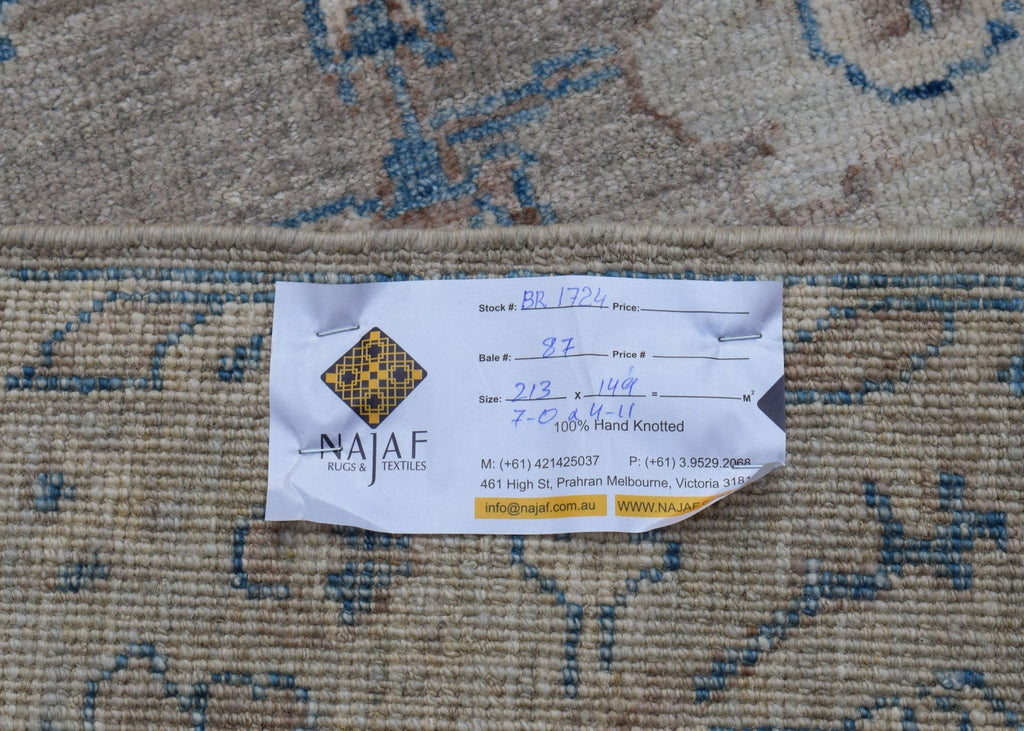 Stock #: BR 1724 Price:
Bale #: 87 Price #
Size: 213 x 149 = M²
7-0 x 4-11
100% Hand Knotted
NAJAF
RUGS & TEXTILES
M: (+61) 421425037 P: (+61) 3.9529.2068
461 High St, Prahran Melbourne, Victoria 3181
info@najaf.com.au